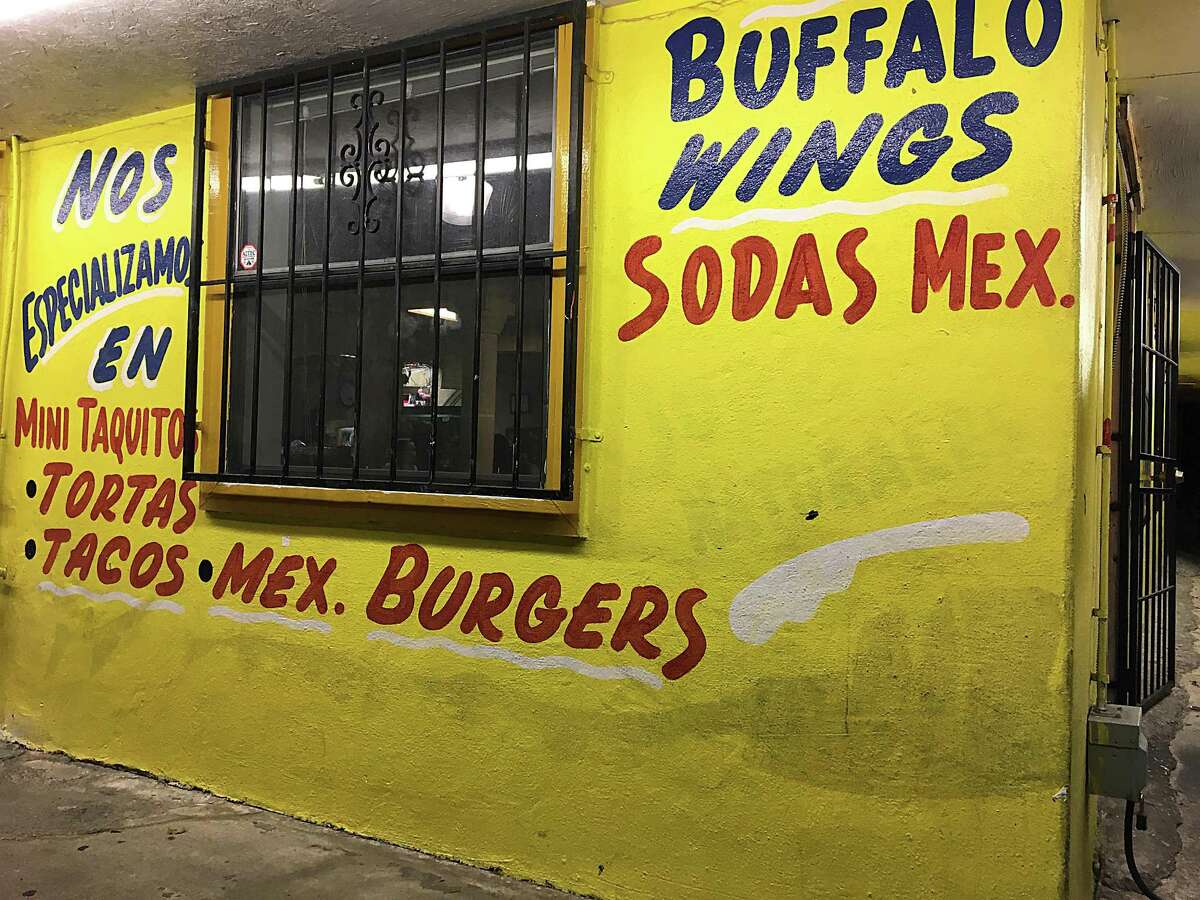 NOS
ESPECIALIZAMOS
EN
MINI TAQUITOS
• TORTAS
• TACOS • MEX. BURGERS
BUFFALO
WINGS
SODAS MEX.